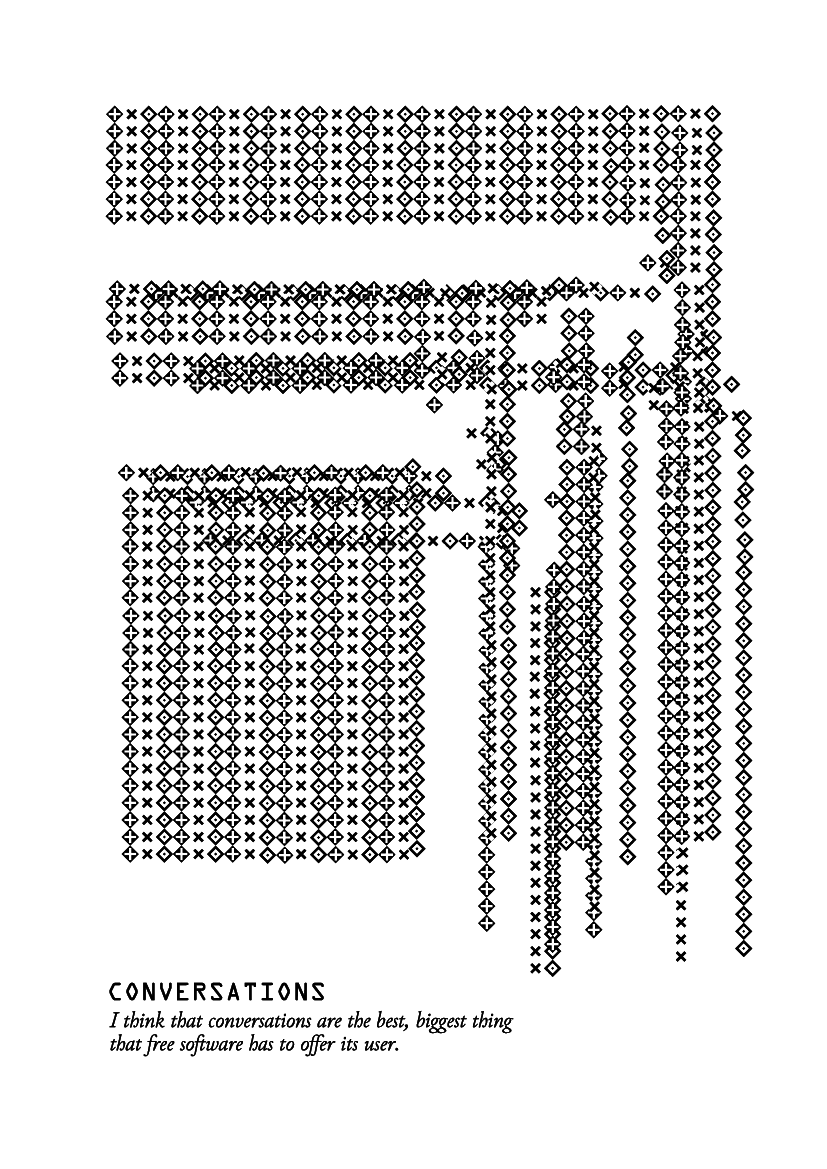 CONVERSATIONS
I think that conversations are the best, biggest thing
that free software has to offer its user.